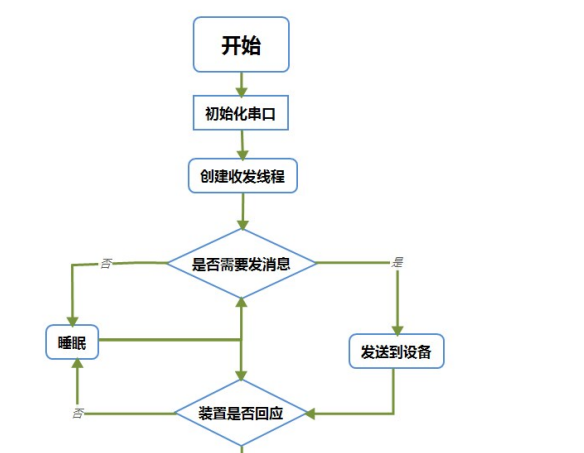 开始
初始化串口
创建收发线程
是否需要发消息
否
是
睡眠
发送到设备
装置是否回应
否